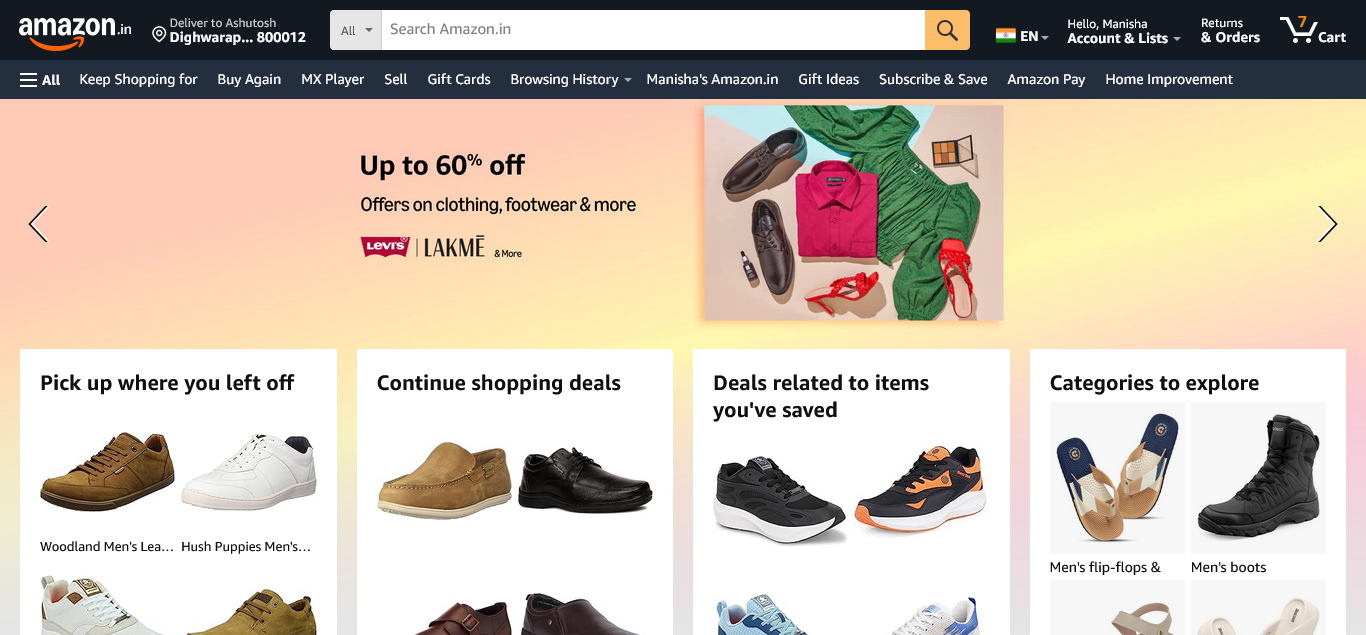 amazon.in
Deliver to Ashutosh
Dighwarap... 800012
All
Search Amazon.in
EN
Hello, Manisha
Account & Lists
Returns
& Orders
7
Cart
All
Keep Shopping for
Buy Again
MX Player
Sell
Gift Cards
Browsing History
Manisha's Amazon.in
Gift Ideas
Subscribe & Save
Amazon Pay
Home Improvement
Up to 60% off
Offers on clothing, footwear & more
LEVI'S
LAKMĒ
& More
Pick up where you left off
Woodland Men's Lea...
Hush Puppies Men's...
Continue shopping deals
Deals related to items
you've saved
Categories to explore
Men's flip-flops &
Men's boots